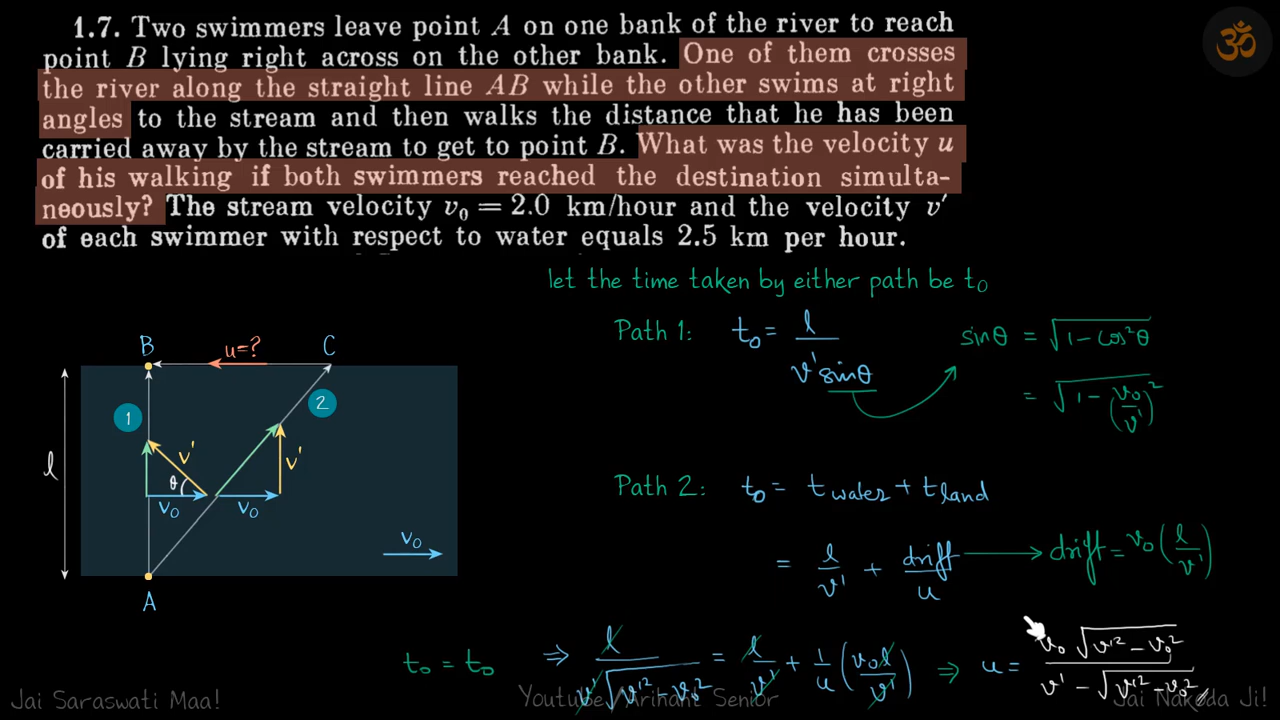 1.7. Two swimmers leave point A on one bank of the river to reach
point B lying right across on the other bank. One of them crosses
the river along the straight line AB while the other swims at right
angles to the stream and then walks the distance that he has been
carried away by the stream to get to point B. What was the velocity u
of his walking if both swimmers reached the destination simulta-
neously? The stream velocity v₀ = 2.0 km/hour and the velocity v′
of each swimmer with respect to water equals 2.5 km per hour.
ॐ
let the time taken by either path be t₀
Path 1: t₀ = l / v' sinθ
sinθ = √(1 - cos²θ)
= √(1 - (v₀/v')²)
Path 2: t₀ = t water + t land
= l/v' + drift/u
drift = v₀(l/v')
t₀ = t₀ ⇒ l / v'√(v'² - v₀²) = l/v' + 1/u (v₀l/v') ⇒ u = v₀√(v'² - v₀²) / v' - √(v'² - v₀²)
B
u=?
C
1
2
l
v'
θ
v₀
v₀
v'
v₀
A
Jai Saraswati Maa!
Youtube/Arihant Senior
Jai Nakoda Ji!